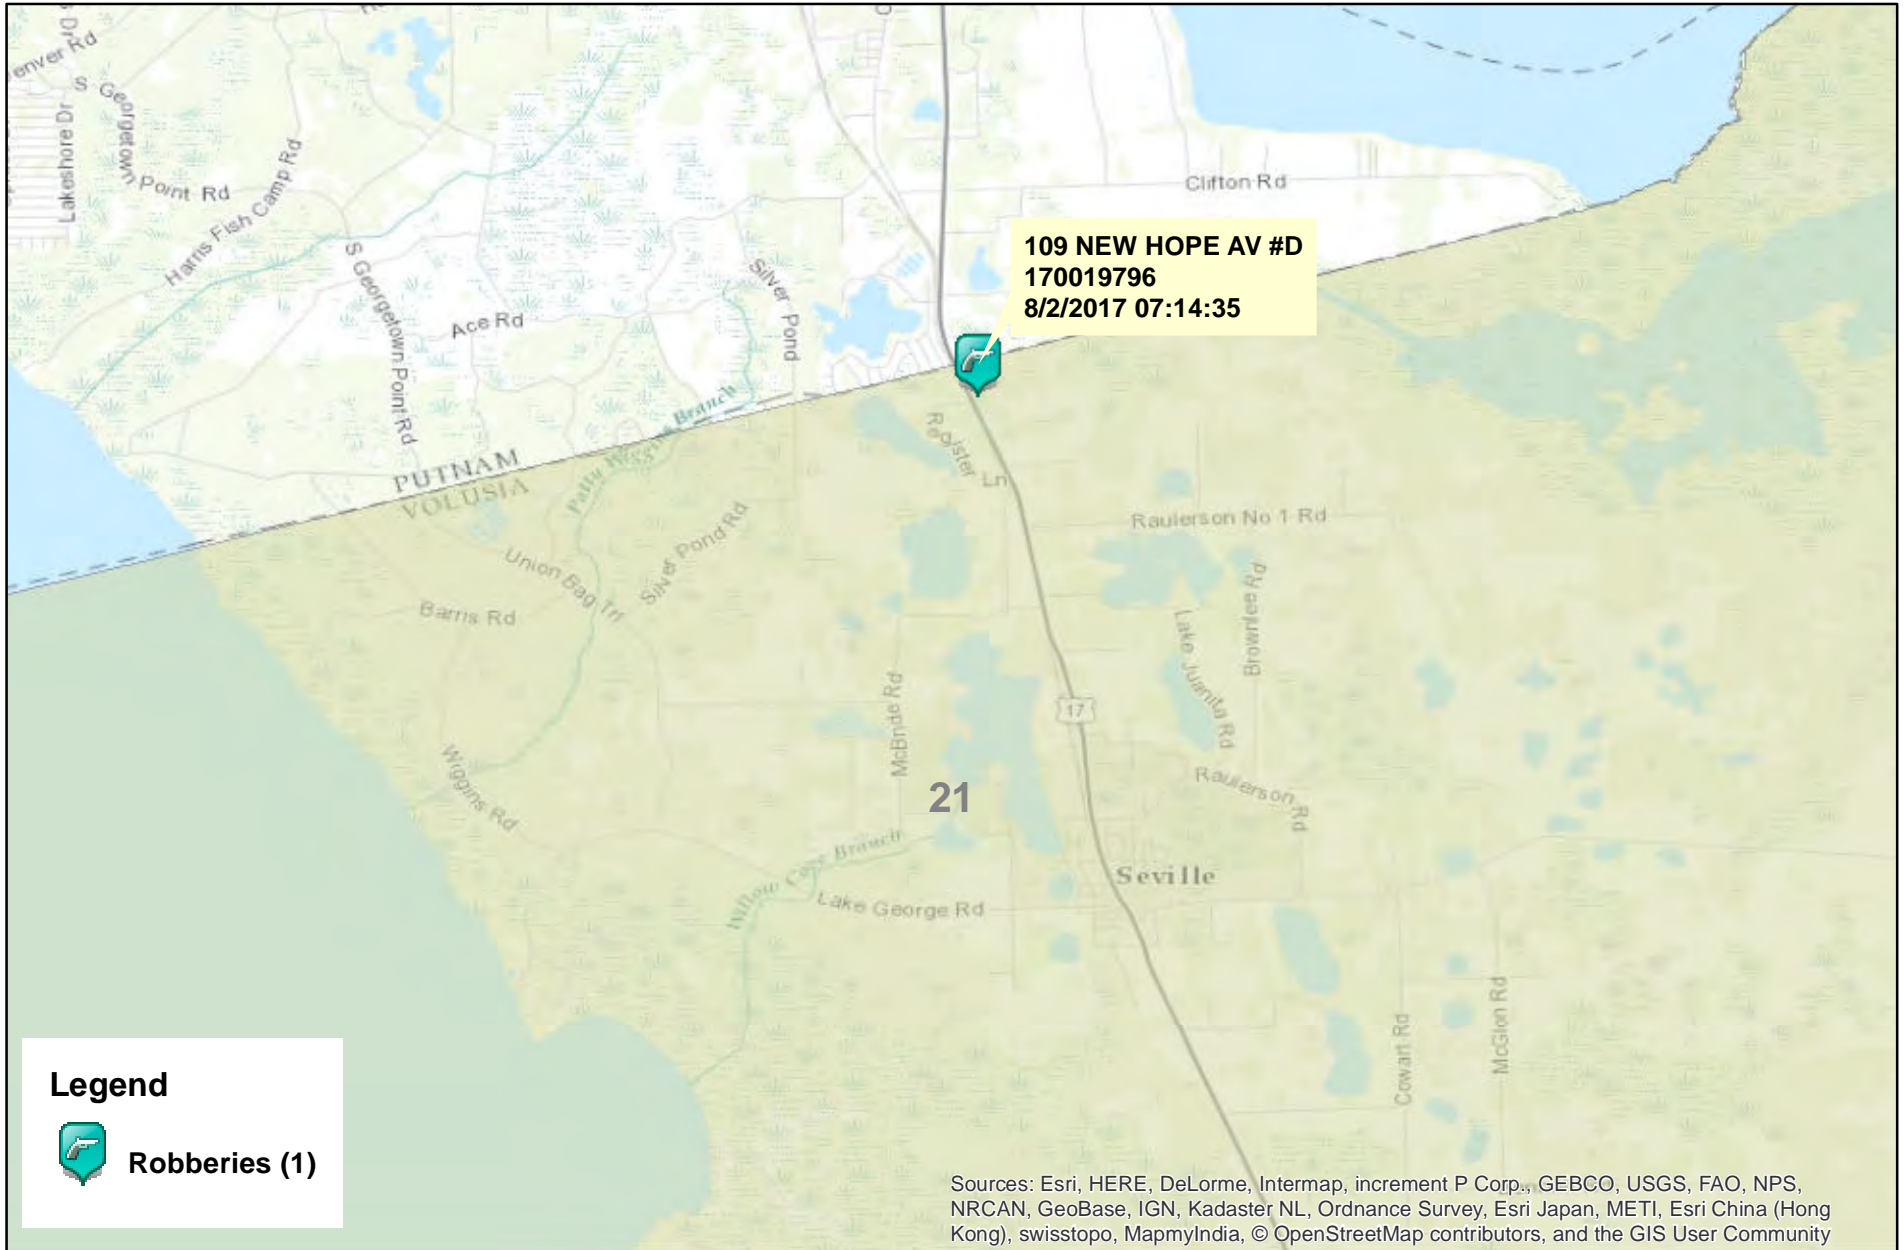 Denver Rd
S Georgetown Point Rd
Lakeshore Dr
Harris Fish Camp Rd
S Georgetown Point Rd
Ace Rd
Silver Pond
Clifton Rd
109 NEW HOPE AV #D
170019796
8/2/2017 07:14:35
PUTNAM
VOLUSIA
Register Ln
Raulerson No 1 Rd
Union Bag Trl
Silver Pond Rd
Barris Rd
Brownlee Rd
Lake Juanita Rd
McBride Rd
17
Wiggins Rd
Raulerson Rd
21
Willow Cove Branch
Seville
Lake George Rd
Cowart Rd
McGlon Rd
Legend
Robberies (1)
Sources: Esri, HERE, DeLorme, Intermap, increment P Corp., GEBCO, USGS, FAO, NPS,
NRCAN, GeoBase, IGN, Kadaster NL, Ordnance Survey, Esri Japan, METI, Esri China (Hong
Kong), swisstopo, MapmyIndia, © OpenStreetMap contributors, and the GIS User Community